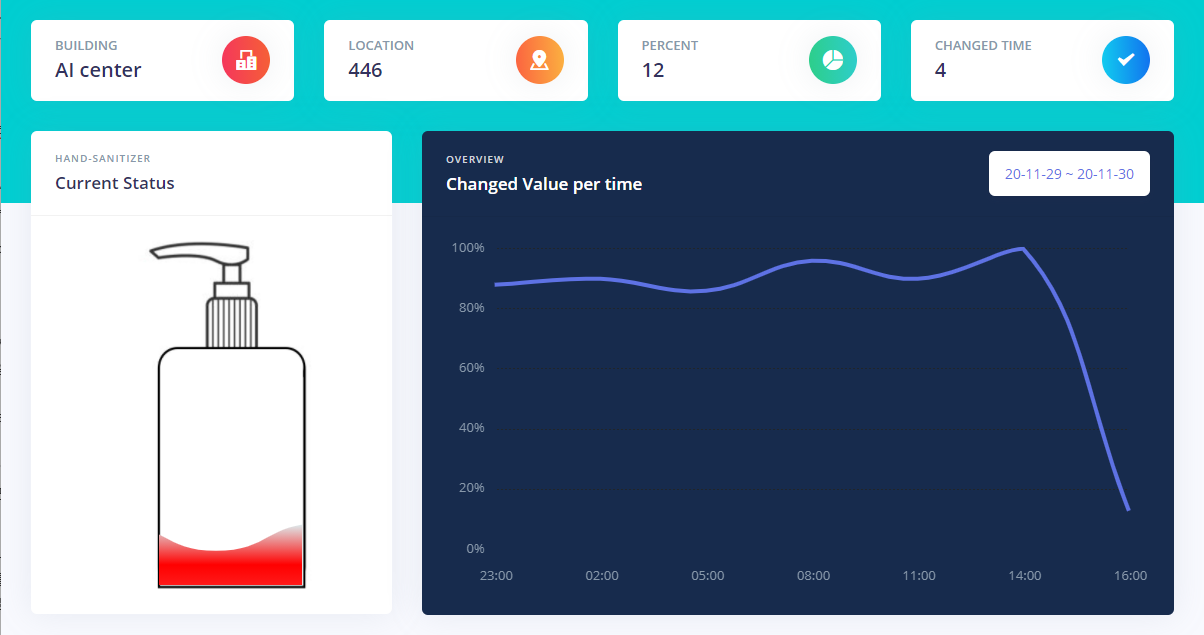 BUILDING
AI center
LOCATION
446
PERCENT
12
CHANGED TIME
4
HAND-SANITIZER
Current Status
OVERVIEW
Changed Value per time
20-11-29 ~ 20-11-30
100%
80%
60%
40%
20%
0%
23:00 02:00 05:00 08:00 11:00 14:00 16:00